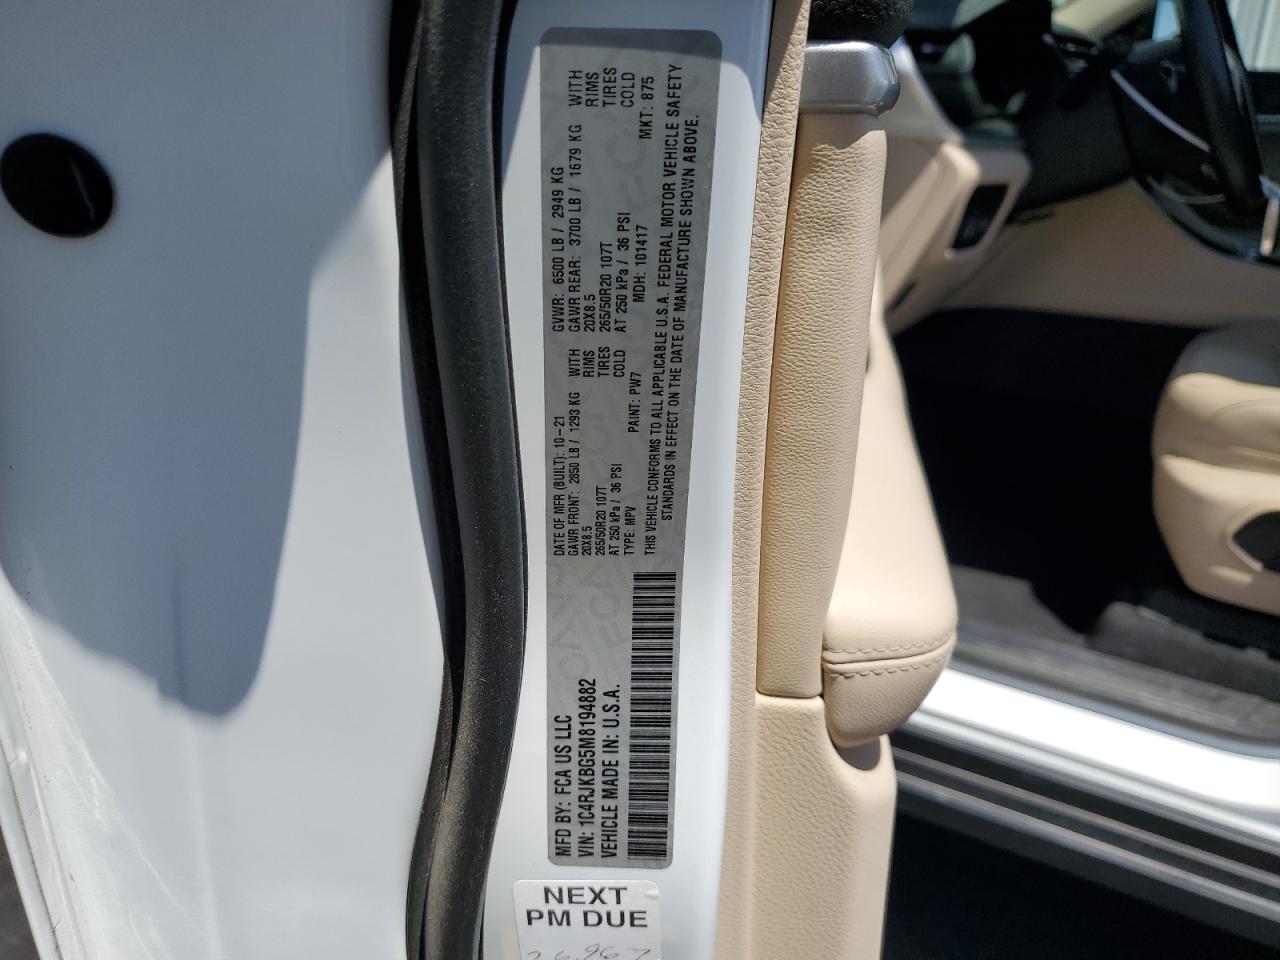 MFD BY: FCA US LLC
VIN: 1C4RJKBG5M8194882
VEHICLE MADE IN: U.S.A.
DATE OF MFR (BUILT): 10-21 GVWR: 6500 LB / 2949 KG
GAWR FRONT: 2850 LB / 1293 KG WITH GAWR REAR: 3700 LB / 1679 KG WITH
20X8.5 RIMS 20X8.5 RIMS
265/50R20 107T TIRES 265/50R20 107T TIRES
AT 250 kPa / 36 PSI COLD AT 250 kPa / 36 PSI COLD
TYPE: MPV PAINT: PW7 MDH: 101417 MKT: 875
THIS VEHICLE CONFORMS TO ALL APPLICABLE U.S.A. FEDERAL MOTOR VEHICLE SAFETY
STANDARDS IN EFFECT ON THE DATE OF MANUFACTURE SHOWN ABOVE.
NEXT
PM DUE